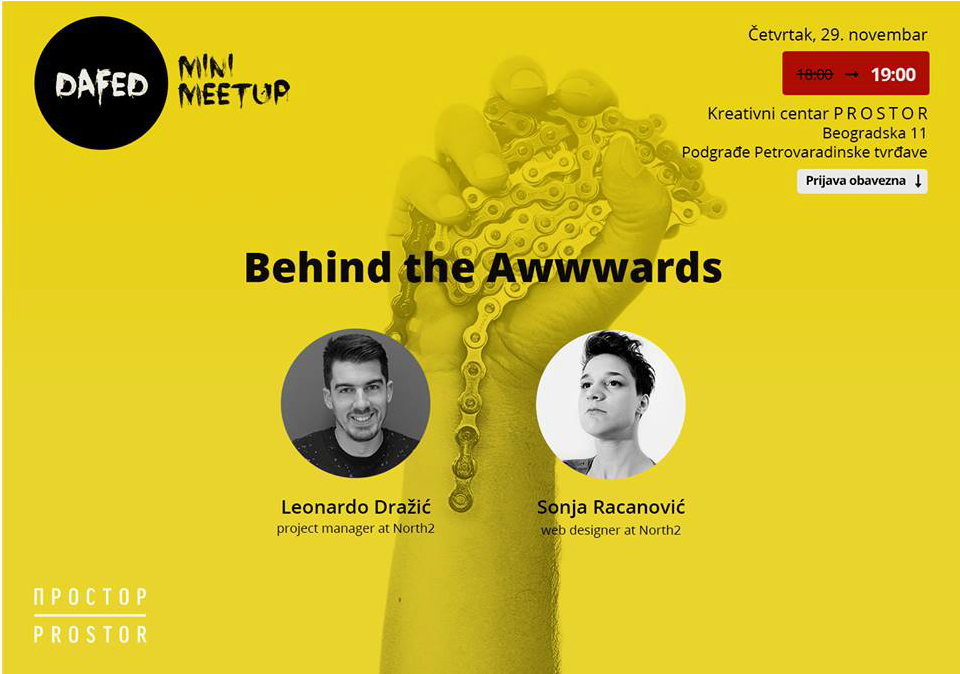 DAFED
MINI
MEETUP
Četvrtak, 29. novembar
18:00 → 19:00
Kreativni centar PROSTOR
Beogradska 11
Podgrađe Petrovaradinske tvrđave
Prijava obavezna ↓
Behind the Awwwards
Leonardo Dražić
project manager at North2
Sonja Racanović
web designer at North2
ПРОСТОР
PROSTOR